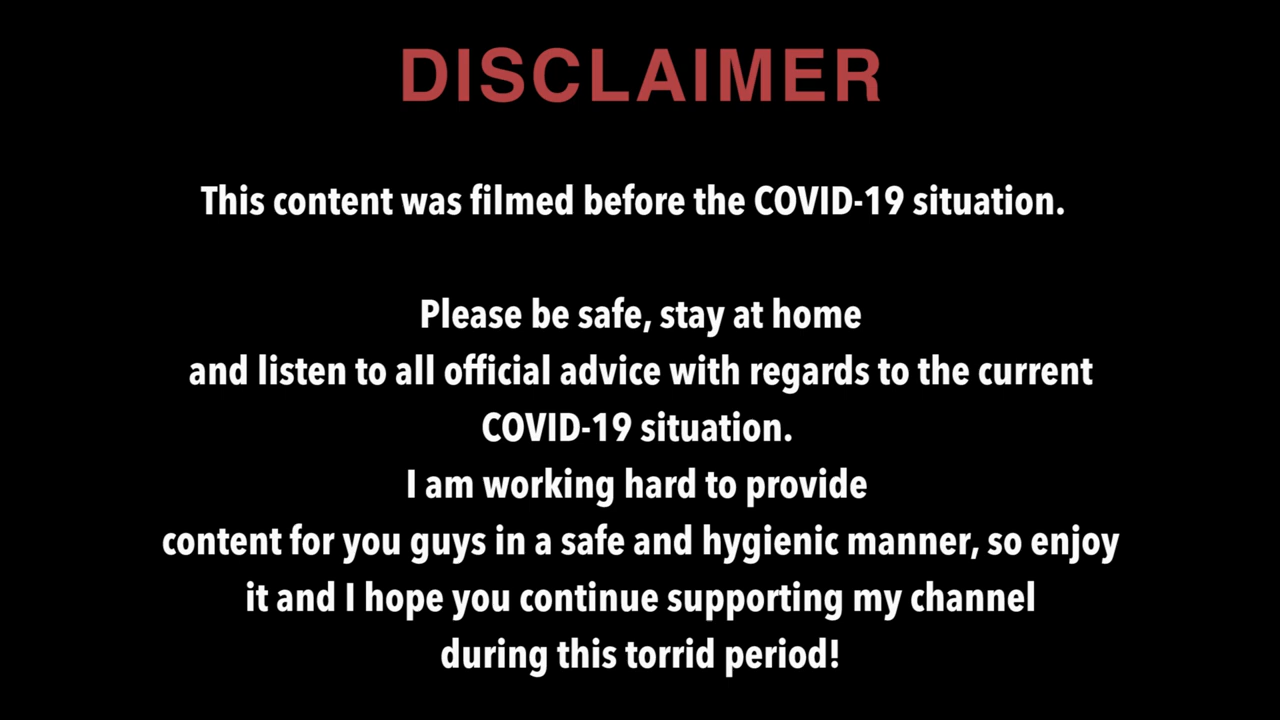 DISCLAIMER
This content was filmed before the COVID-19 situation.
Please be safe, stay at home
and listen to all official advice with regards to the current
COVID-19 situation.
I am working hard to provide
content for you guys in a safe and hygienic manner, so enjoy
it and I hope you continue supporting my channel
during this torrid period!